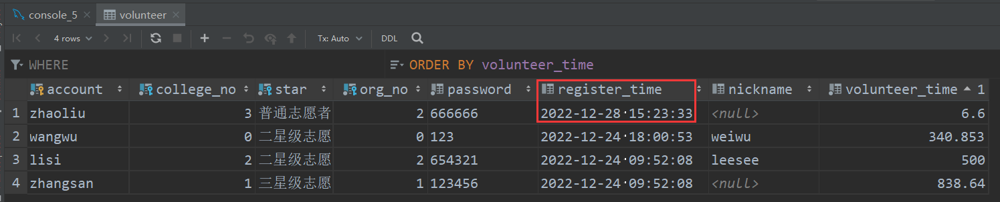 console_5 volunteer
4 rows Tx: Auto DDL
WHERE ORDER BY volunteer_time
account college_no star org_no password register_time nickname volunteer_time 1
1 zhaoliu 3 普通志愿者 2 666666 2022-12-28·15:23:33 <null> 6.6
2 wangwu 0 二星级志愿 0 123 2022-12-24·18:00:53 weiwu 340.853
3 lisi 2 二星级志愿 2 654321 2022-12-24·09:52:08 leesee 500
4 zhangsan 1 三星级志愿 1 123456 2022-12-24·09:52:08 <null> 838.64